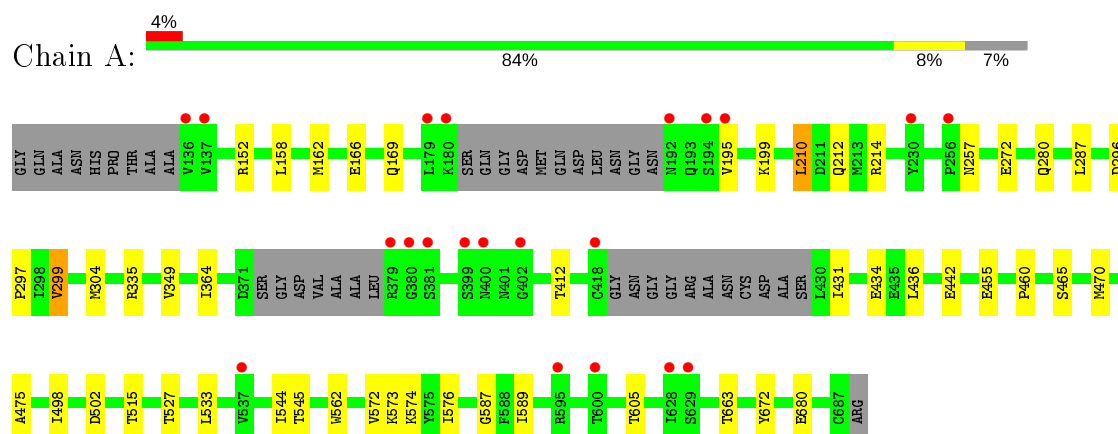 4%
Chain A:
84% 8% 7%
GLY GLN ALA ASN HIS PRO THR ALA ALA V136 V137 R152 L158 M162 E166 Q169 L179 K180 SER GLN GLY ASP MET GLN ASP LEU ASN GLY ASN N192 Q193 S194 V195 K199 L210 D211 Q212 M213 R214 Y230 P256 N257 E272 Q280 L287 D296
P297 I298 V299 M304 R335 V349 I364 D371 SER GLY ASP VAL ALA ALA LEU R379 G380 S381 S399 N400 N401 G402 T412 C418 GLY ASN GLY GLY ARG ALA ASN CYS ASP ALA SER L430 I431 E434 E435 L436 E442 E455 P460 S465 M470
A475 I498 D502 T515 T527 L533 V537 I544 T545 W562 V572 K573 K574 Y575 I576 G587 F588 I589 R595 T600 T605 I628 S629 T663 Y672 E680 C687 ARG